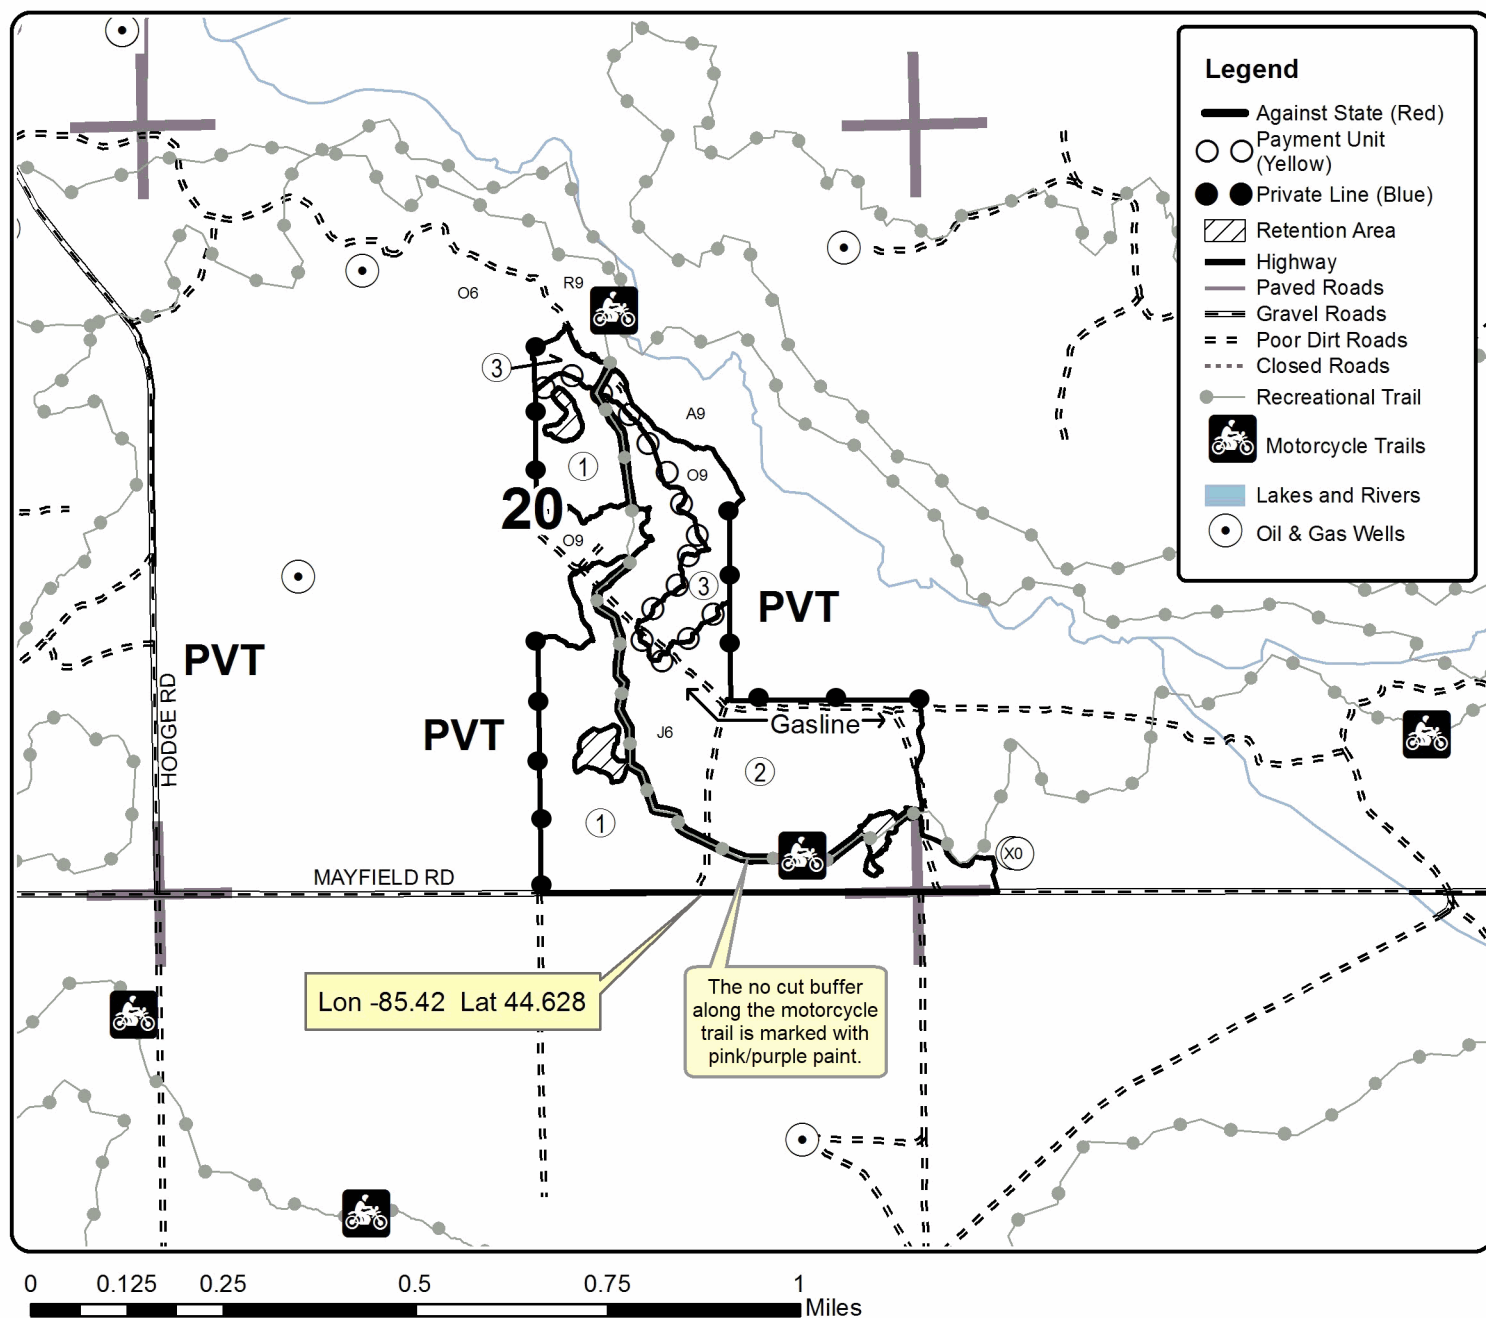 Legend
Against State (Red)
Payment Unit
(Yellow)
Private Line (Blue)
Retention Area
Highway
Paved Roads
Gravel Roads
Poor Dirt Roads
Closed Roads
Recreational Trail
Motorcycle Trails
Lakes and Rivers
Oil & Gas Wells
R9
O6
3
A9
1
O9
20
O9
3
PVT
PVT
HODGE RD
PVT
Gasline
J6
2
1
X0
MAYFIELD RD
Lon -85.42 Lat 44.628
The no cut buffer
along the motorcycle
trail is marked with
pink/purple paint.
0 0.125 0.25 0.5 0.75 1
Miles